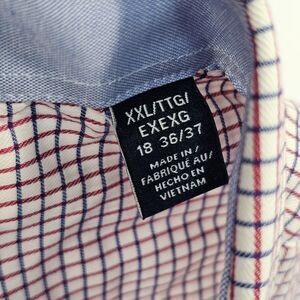 XXL/TTG/
EXEXG
18 36/37
MADE IN/
FABRIQUÉ AU/
HECHO EN
VIETNAM